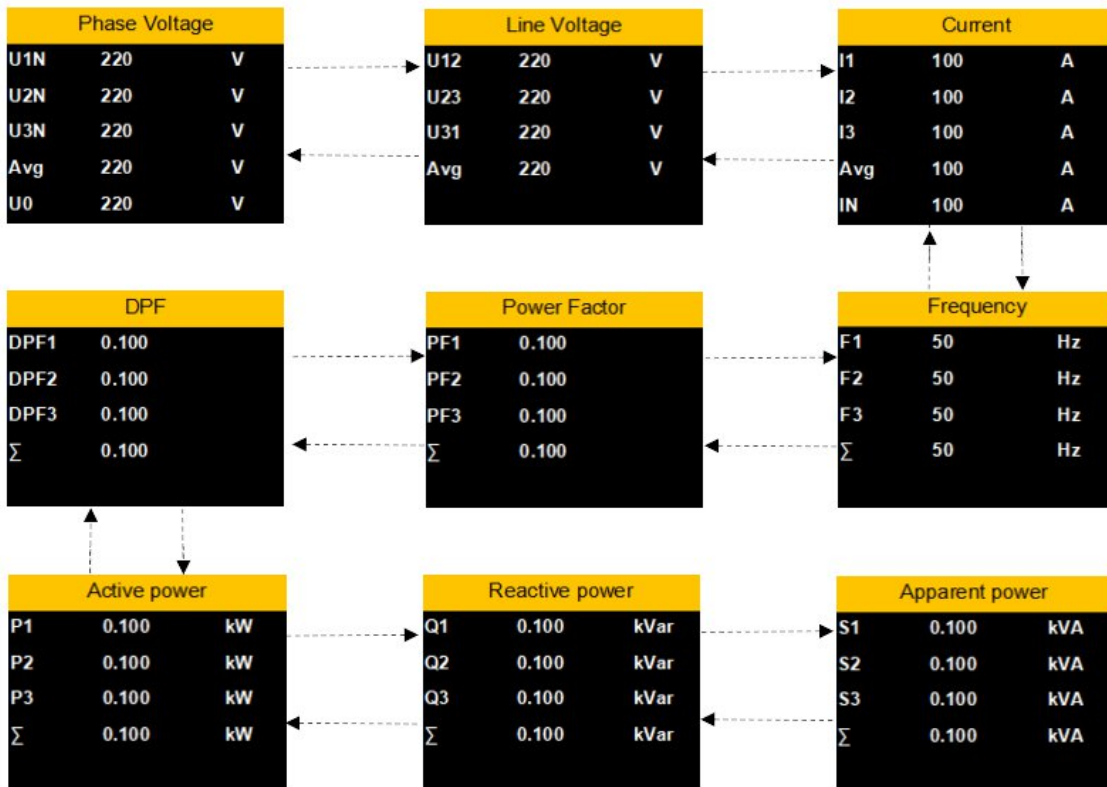 Phase Voltage
U1N 220 V
U2N 220 V
U3N 220 V
Avg 220 V
U0 220 V
Line Voltage
U12 220 V
U23 220 V
U31 220 V
Avg 220 V
Current
I1 100 A
I2 100 A
I3 100 A
Avg 100 A
IN 100 A
DPF
DPF1 0.100
DPF2 0.100
DPF3 0.100
∑ 0.100
Power Factor
PF1 0.100
PF2 0.100
PF3 0.100
∑ 0.100
Frequency
F1 50 Hz
F2 50 Hz
F3 50 Hz
∑ 50 Hz
Active power
P1 0.100 kW
P2 0.100 kW
P3 0.100 kW
∑ 0.100 kW
Reactive power
Q1 0.100 kVar
Q2 0.100 kVar
Q3 0.100 kVar
∑ 0.100 kVar
Apparent power
S1 0.100 kVA
S2 0.100 kVA
S3 0.100 kVA
∑ 0.100 kVA